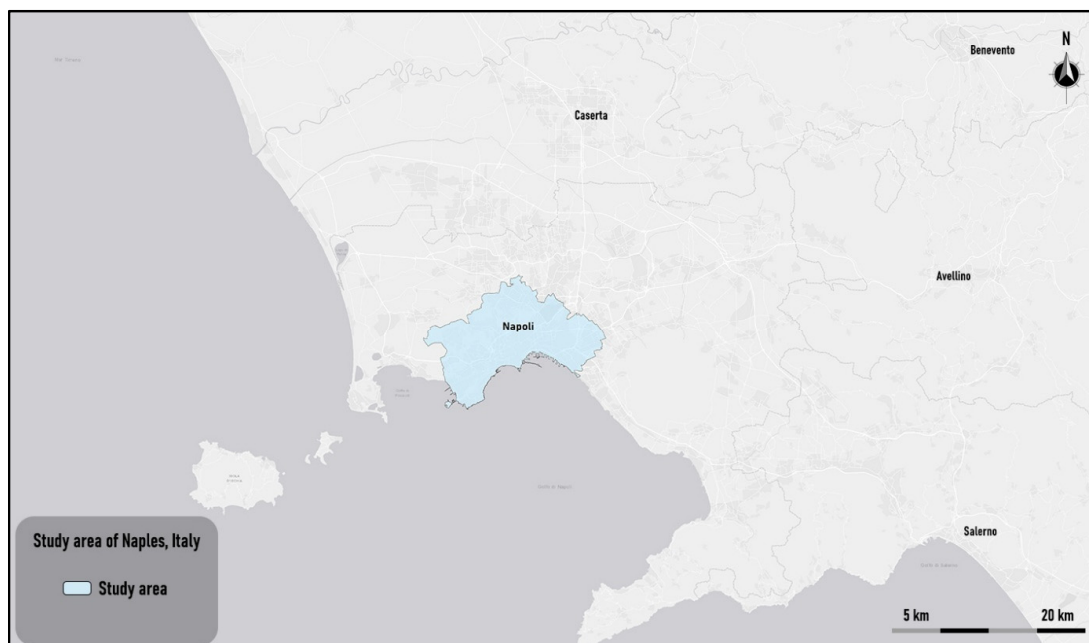 N
Benevento
Caserta
Avellino
Napoli
Salerno
Study area of Naples, Italy
Study area
5 km
20 km